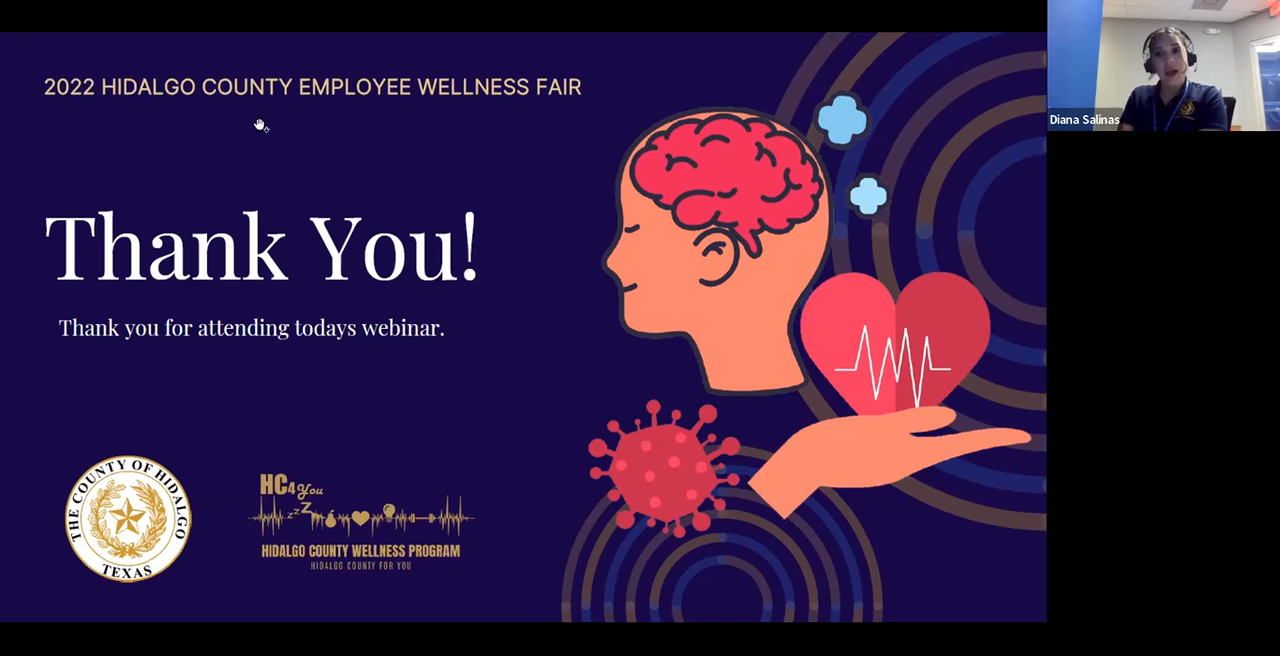 2022 HIDALGO COUNTY EMPLOYEE WELLNESS FAIR
Diana Salinas
Thank You!
Thank you for attending todays webinar.
THE COUNTY OF HIDALGO
TEXAS
HC4You
zzZ
HIDALGO COUNTY WELLNESS PROGRAM
HIDALGO COUNTY FOR YOU